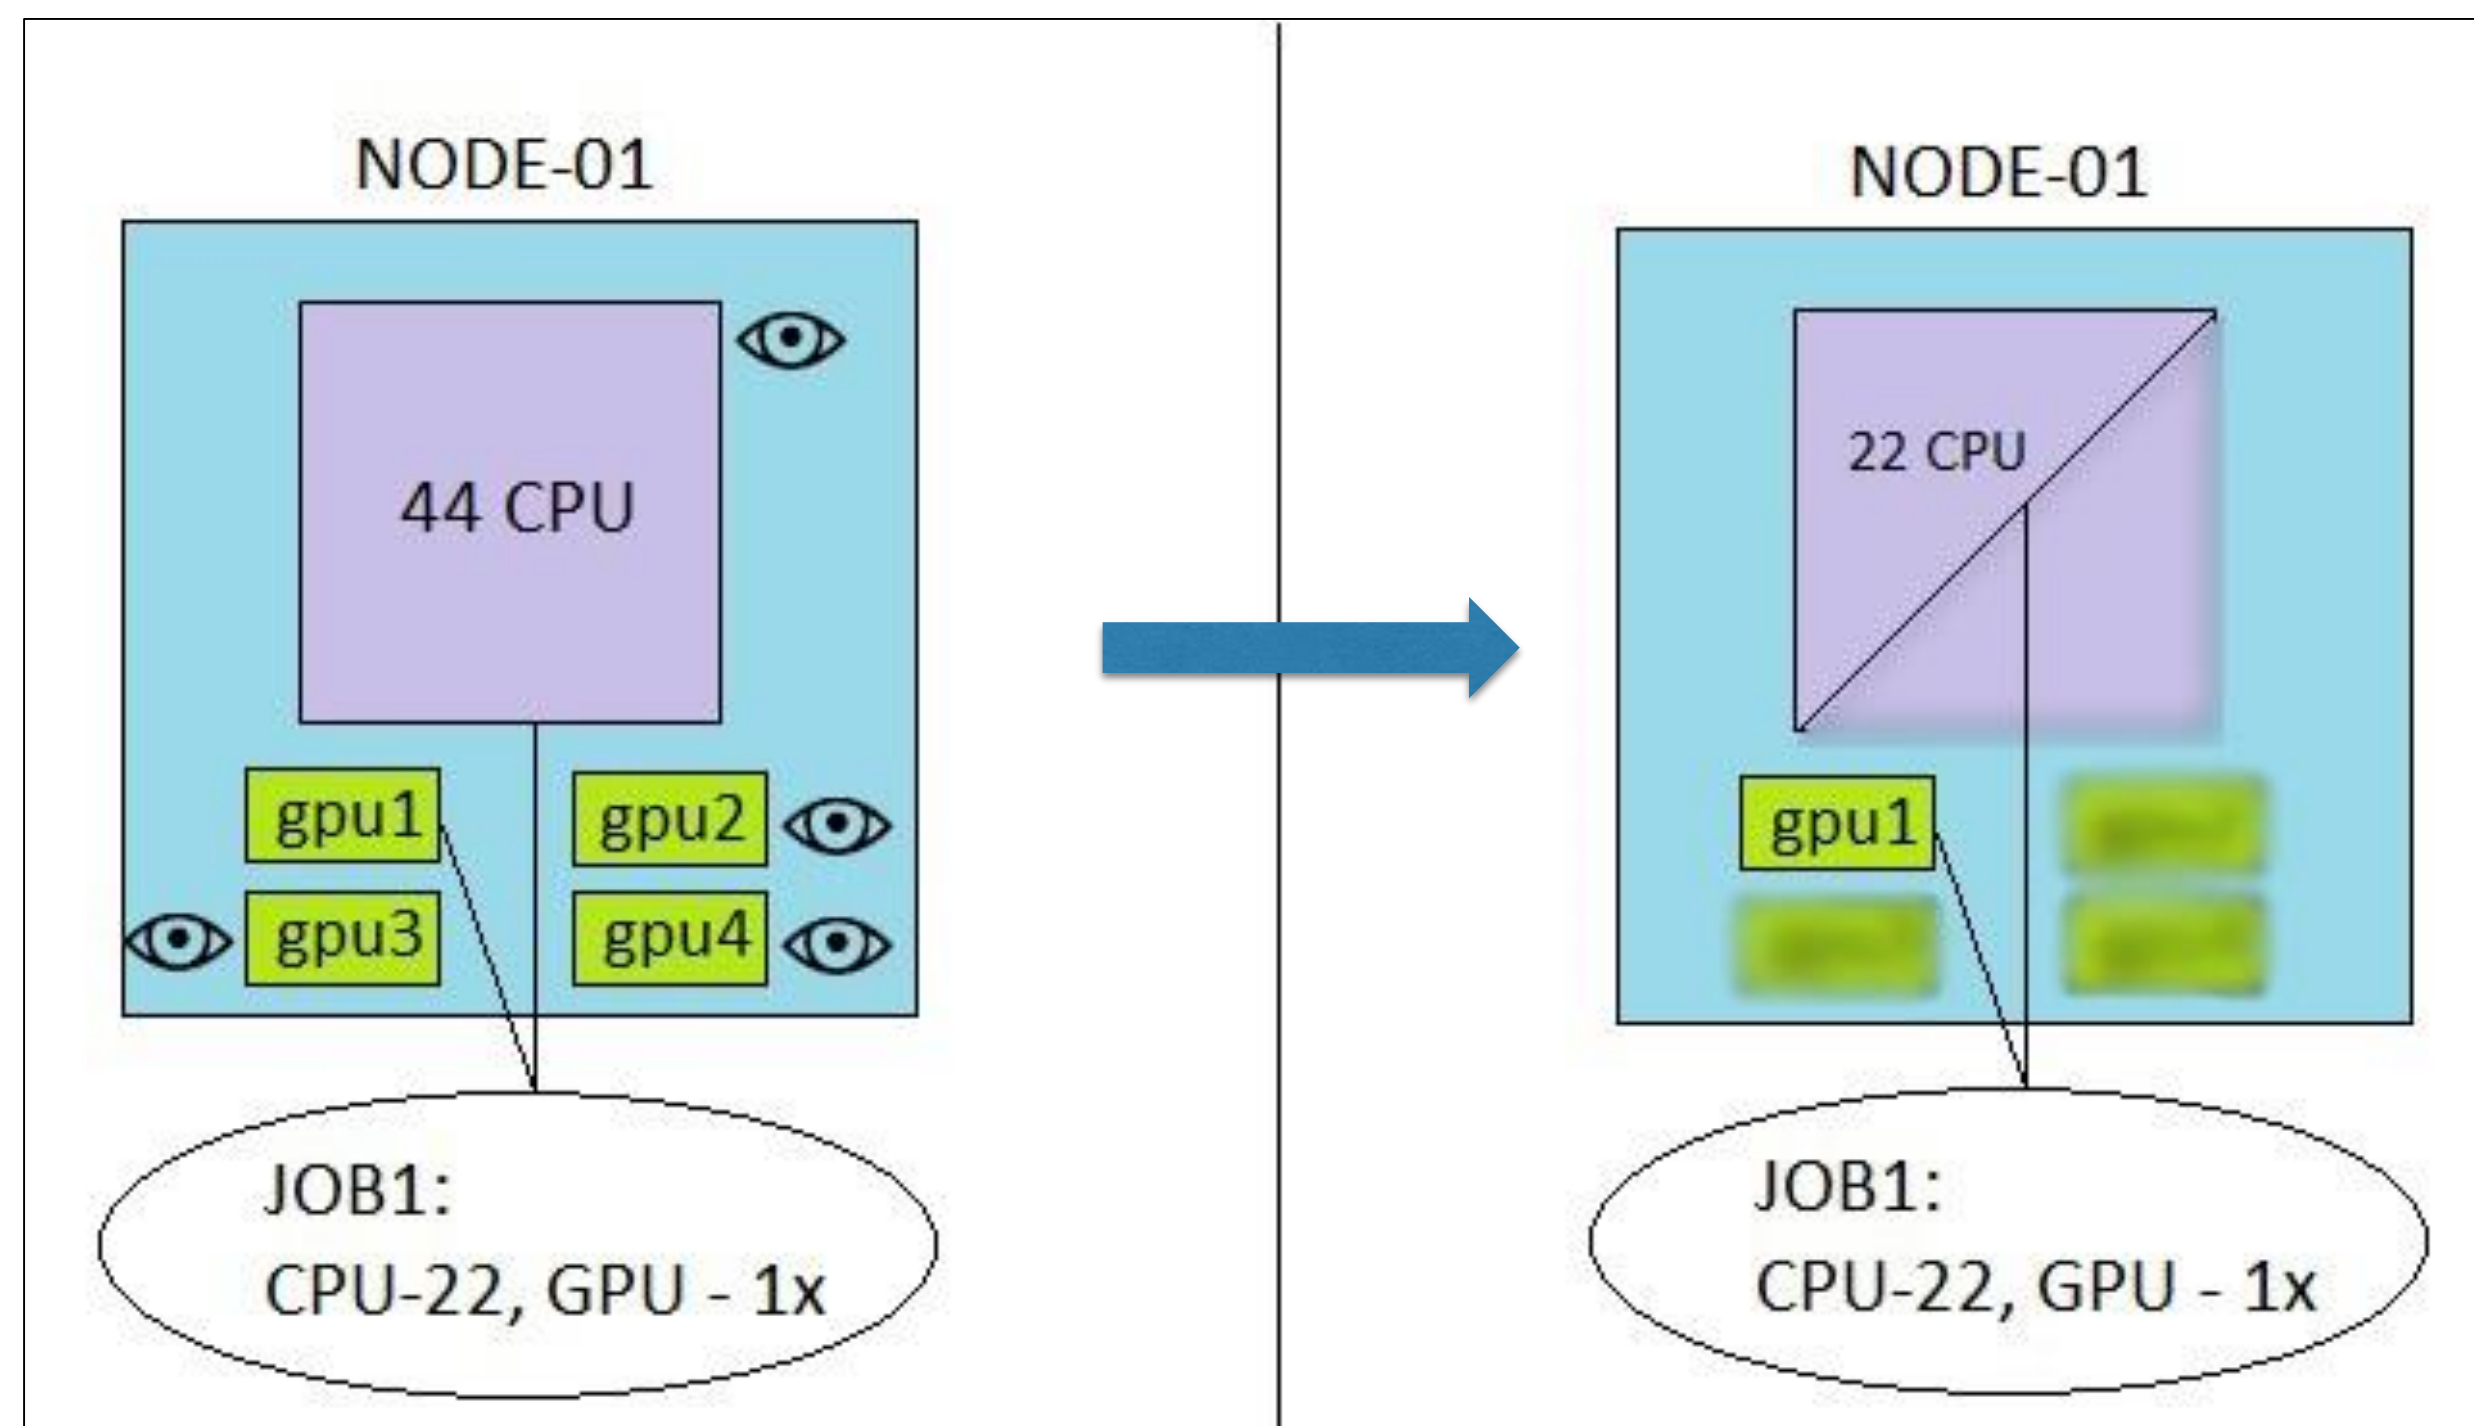 NODE-01
44 CPU
gpu1
gpu2
gpu3
gpu4
JOB1:
CPU-22, GPU - 1x
NODE-01
22 CPU
gpu1
JOB1:
CPU-22, GPU - 1x